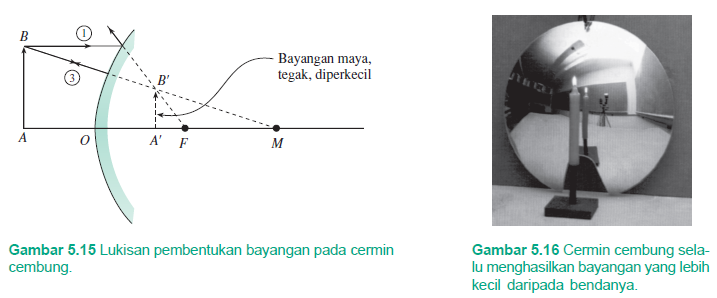 B
1
3
B'
Bayangan maya,
tegak, diperkecil
A
O
A'
F
M
Gambar 5.15 Lukisan pembentukan bayangan pada cermin
cembung.
Gambar 5.16 Cermin cembung sela-
lu menghasilkan bayangan yang lebih
kecil daripada bendanya.